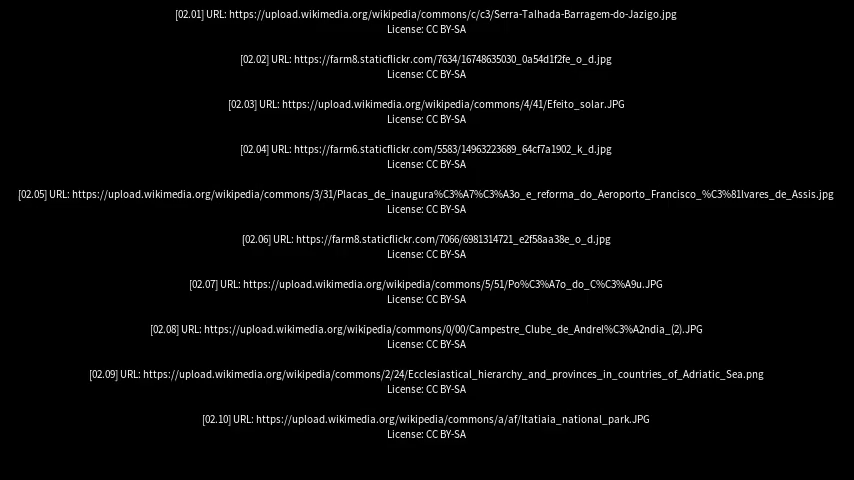 [02.01] URL: https://upload.wikimedia.org/wikipedia/commons/c/c3/Serra-Talhada-Barragem-do-Jazigo.jpg
License: CC BY-SA
[02.02] URL: https://farm8.staticflickr.com/7634/16748635030_0a54d1f2fe_o_d.jpg
License: CC BY-SA
[02.03] URL: https://upload.wikimedia.org/wikipedia/commons/4/41/Efeito_solar.JPG
License: CC BY-SA
[02.04] URL: https://farm6.staticflickr.com/5583/14963223689_64cf7a1902_k_d.jpg
License: CC BY-SA
[02.05] URL: https://upload.wikimedia.org/wikipedia/commons/3/31/Placas_de_inaugura%C3%A7%C3%A3o_e_reforma_do_Aeroporto_Francisco_%C3%81lvares_de_Assis.jpg
License: CC BY-SA
[02.06] URL: https://farm8.staticflickr.com/7066/6981314721_e2f58aa38e_o_d.jpg
License: CC BY-SA
[02.07] URL: https://upload.wikimedia.org/wikipedia/commons/5/51/Po%C3%A7o_do_C%C3%A9u.JPG
License: CC BY-SA
[02.08] URL: https://upload.wikimedia.org/wikipedia/commons/0/00/Campestre_Clube_de_Andrel%C3%A2ndia_(2).JPG
License: CC BY-SA
[02.09] URL: https://upload.wikimedia.org/wikipedia/commons/2/24/Ecclesiastical_hierarchy_and_provinces_in_countries_of_Adriatic_Sea.png
License: CC BY-SA
[02.10] URL: https://upload.wikimedia.org/wikipedia/commons/a/af/Itatiaia_national_park.JPG
License: CC BY-SA